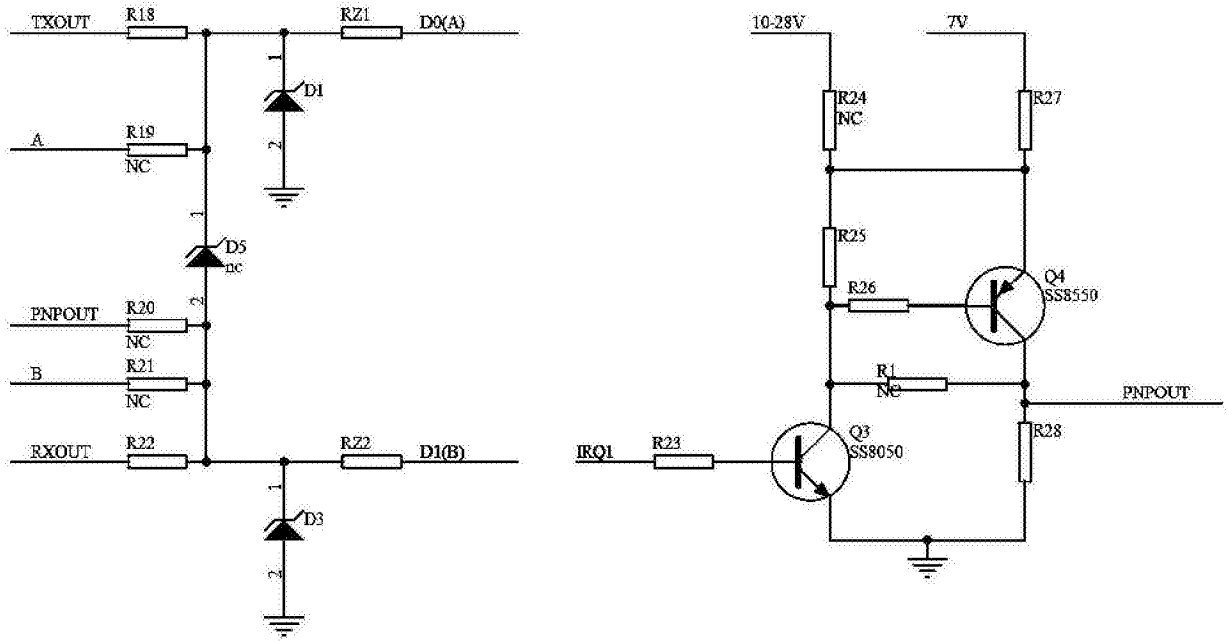 TXOUT R18 RZ1 D0(A)
1
D1
2
A R19
NC
1
D5
nc
2
PNPOUT R20
NC
B R21
NC
RXOUT R22 RZ2 D1(B)
1
D3
2
10-28V 7V
R24
NC
R27
R25
R26
Q4
SS8550
R1
NC
PNPOUT
Q3
SS8050
R28
IRQ1 R23